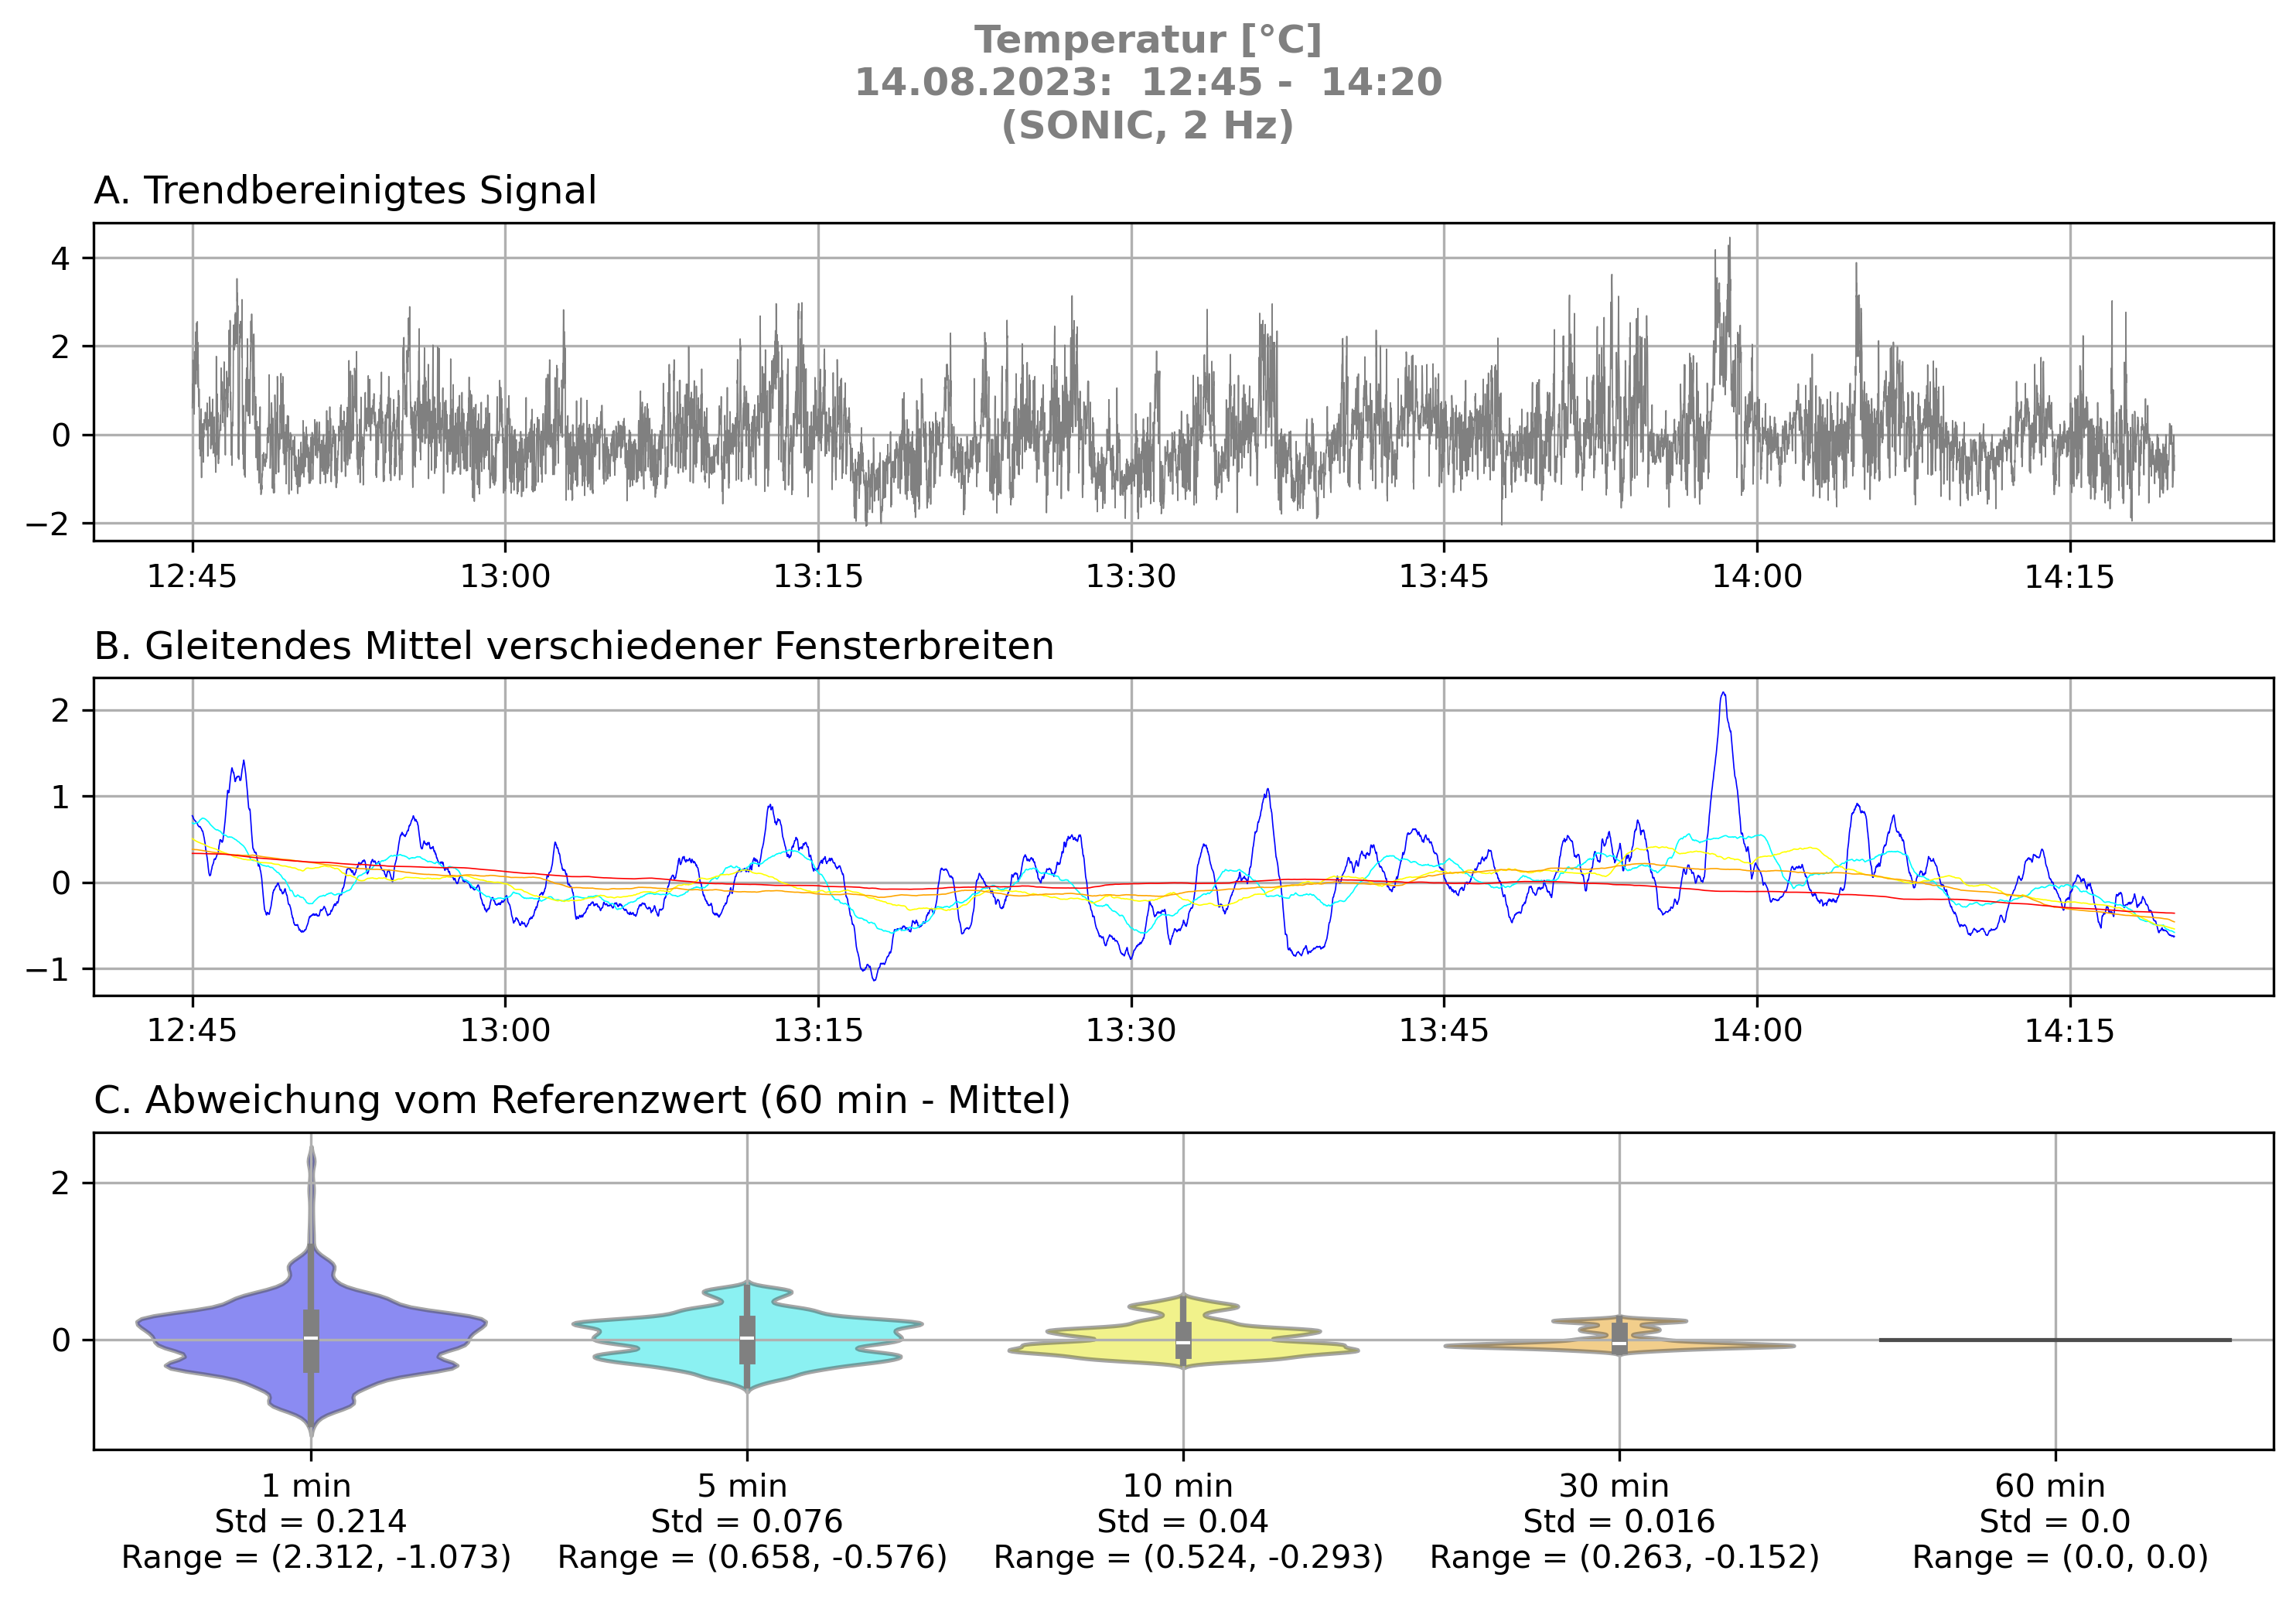 Temperatur [°C]
14.08.2023:  12:45 -  14:20
(SONIC, 2 Hz)
A. Trendbereinigtes Signal
4
2
0
−2
12:45 13:00 13:15 13:30 13:45 14:00 14:15
B. Gleitendes Mittel verschiedener Fensterbreiten
2
1
0
−1
12:45 13:00 13:15 13:30 13:45 14:00 14:15
C. Abweichung vom Referenzwert (60 min - Mittel)
2
0
1 min 5 min 10 min 30 min 60 min
Std = 0.214 Std = 0.076 Std = 0.04 Std = 0.016 Std = 0.0
Range = (2.312, -1.073) Range = (0.658, -0.576) Range = (0.524, -0.293) Range = (0.263, -0.152) Range = (0.0, 0.0)